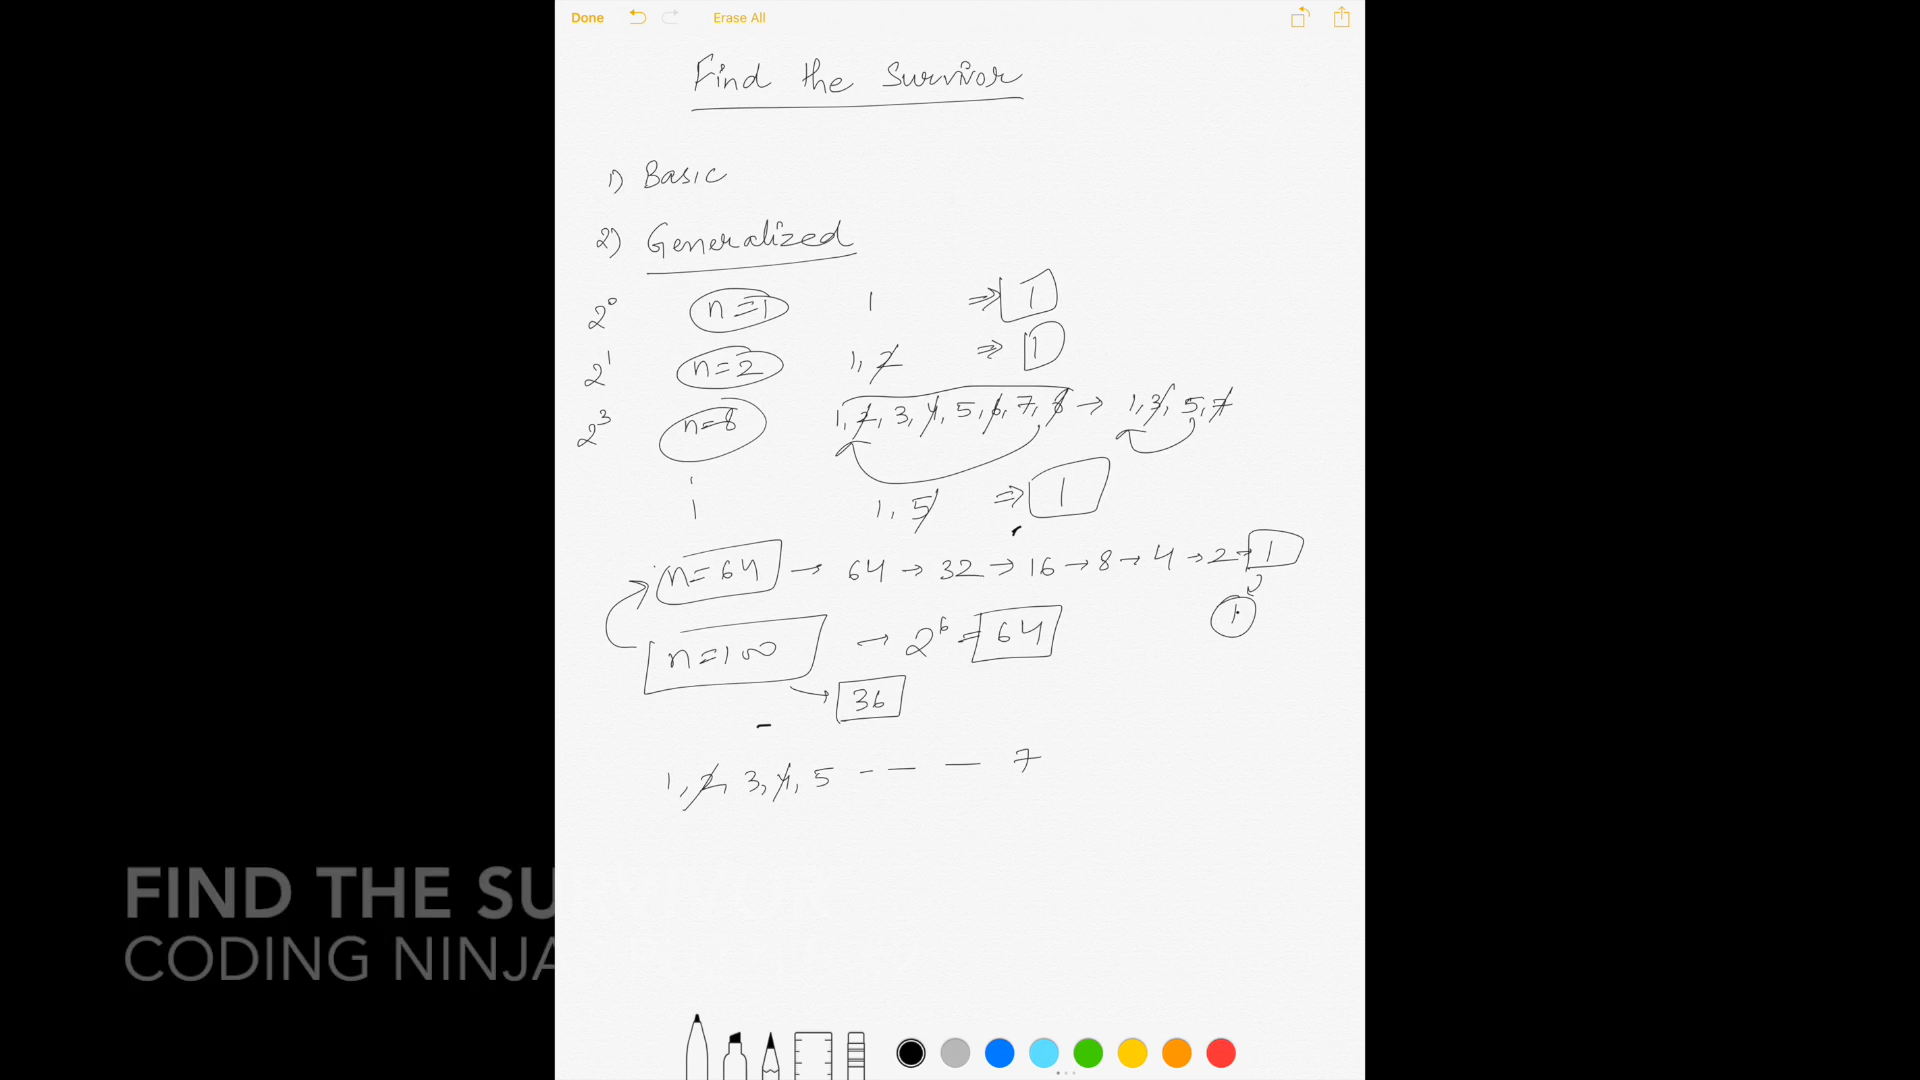 Done Erase All
Find the Survivor
1) Basic
2) Generalized
2⁰ n=1 1 ⇒ 1
2¹ n=2 1, 2 ⇒ 1
2³ n=8 1, 2, 3, 4, 5, 6, 7, 8 → 1, 3, 5, 7
1, 5 ⇒ 1
n=64 → 64 → 32 → 16 → 8 → 4 → 2 → 1
1
n=100 → 2⁶ = 64
→ 36
1, 2, 3, 4, 5 - — — 7
FIND THE SURVIVOR
CODING NINJAS